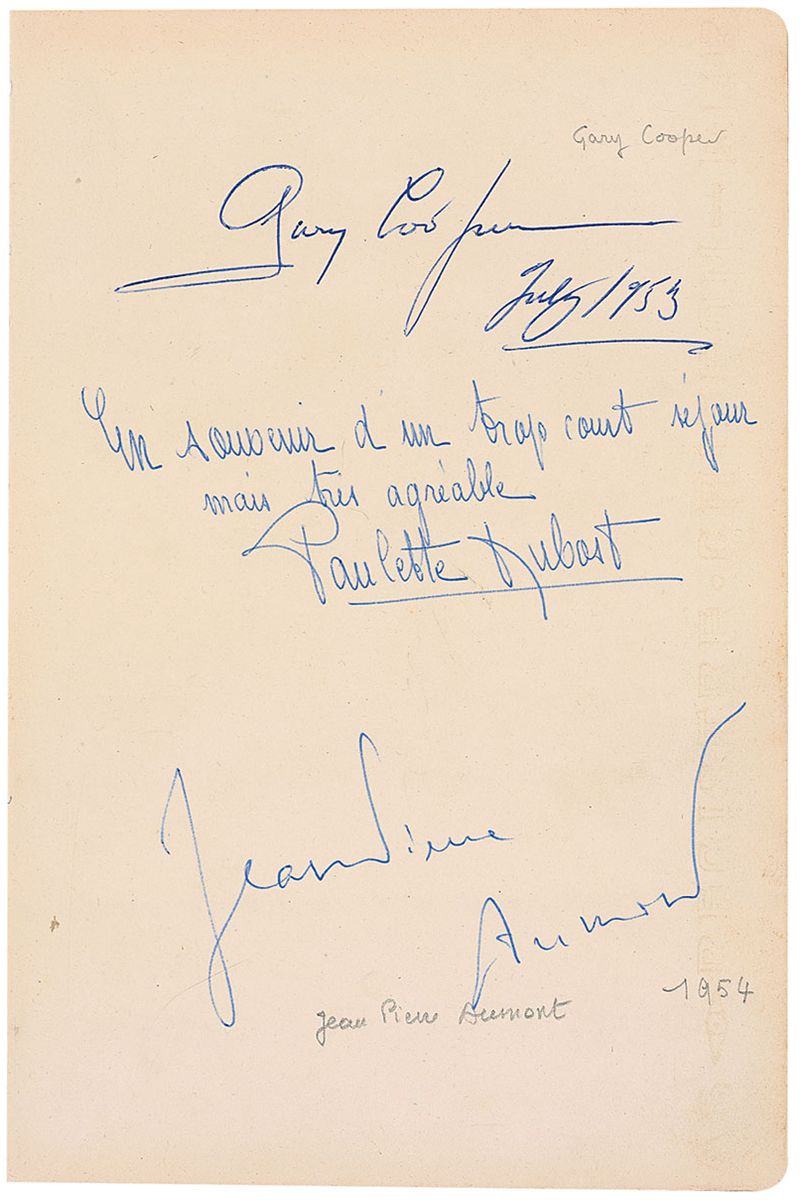 Gary Cooper
Gary Cooper
July 1953
En souvenir d'un trop court séjour
mais très agréable
Paulette Dubost
Jean Pierre
Aumont
1954
Jean Pierre Aumont